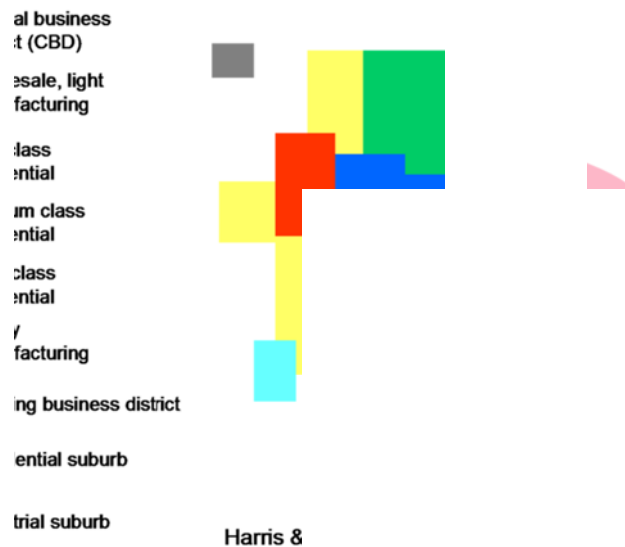 al business
ct (CBD)
esale, light
facturing
class
ential
um class
ential
class
ential
y
facturing
ing business district
ential suburb
trial suburb
Harris &